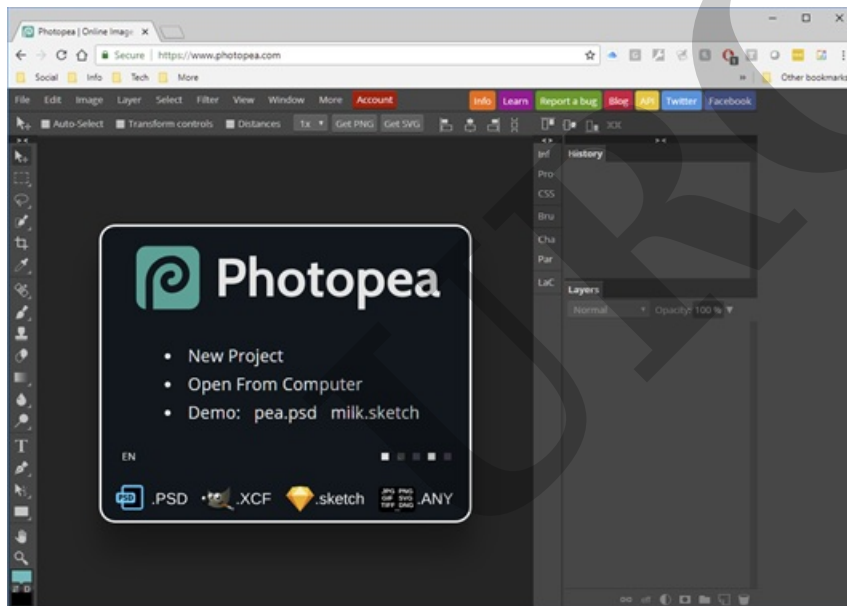 Photopea | Online Image
Secure | https://www.photopea.com
Social Info Tech More » Other bookmarks
File Edit Image Layer Select Filter View Window More Account Info Learn Report a bug Blog API Twitter Facebook
Auto-Select Transform controls Distances 1x Get PNG Get SVG
Inf
History
Pro
CSS
Bru
Cha
Par
LaC
Layers
Normal Opacity: 100 %
Photopea
• New Project
• Open From Computer
• Demo: pea.psd milk.sketch
EN
PSD .PSD .XCF .sketch JPG PNG GIF SVG TIFF DNG .ANY